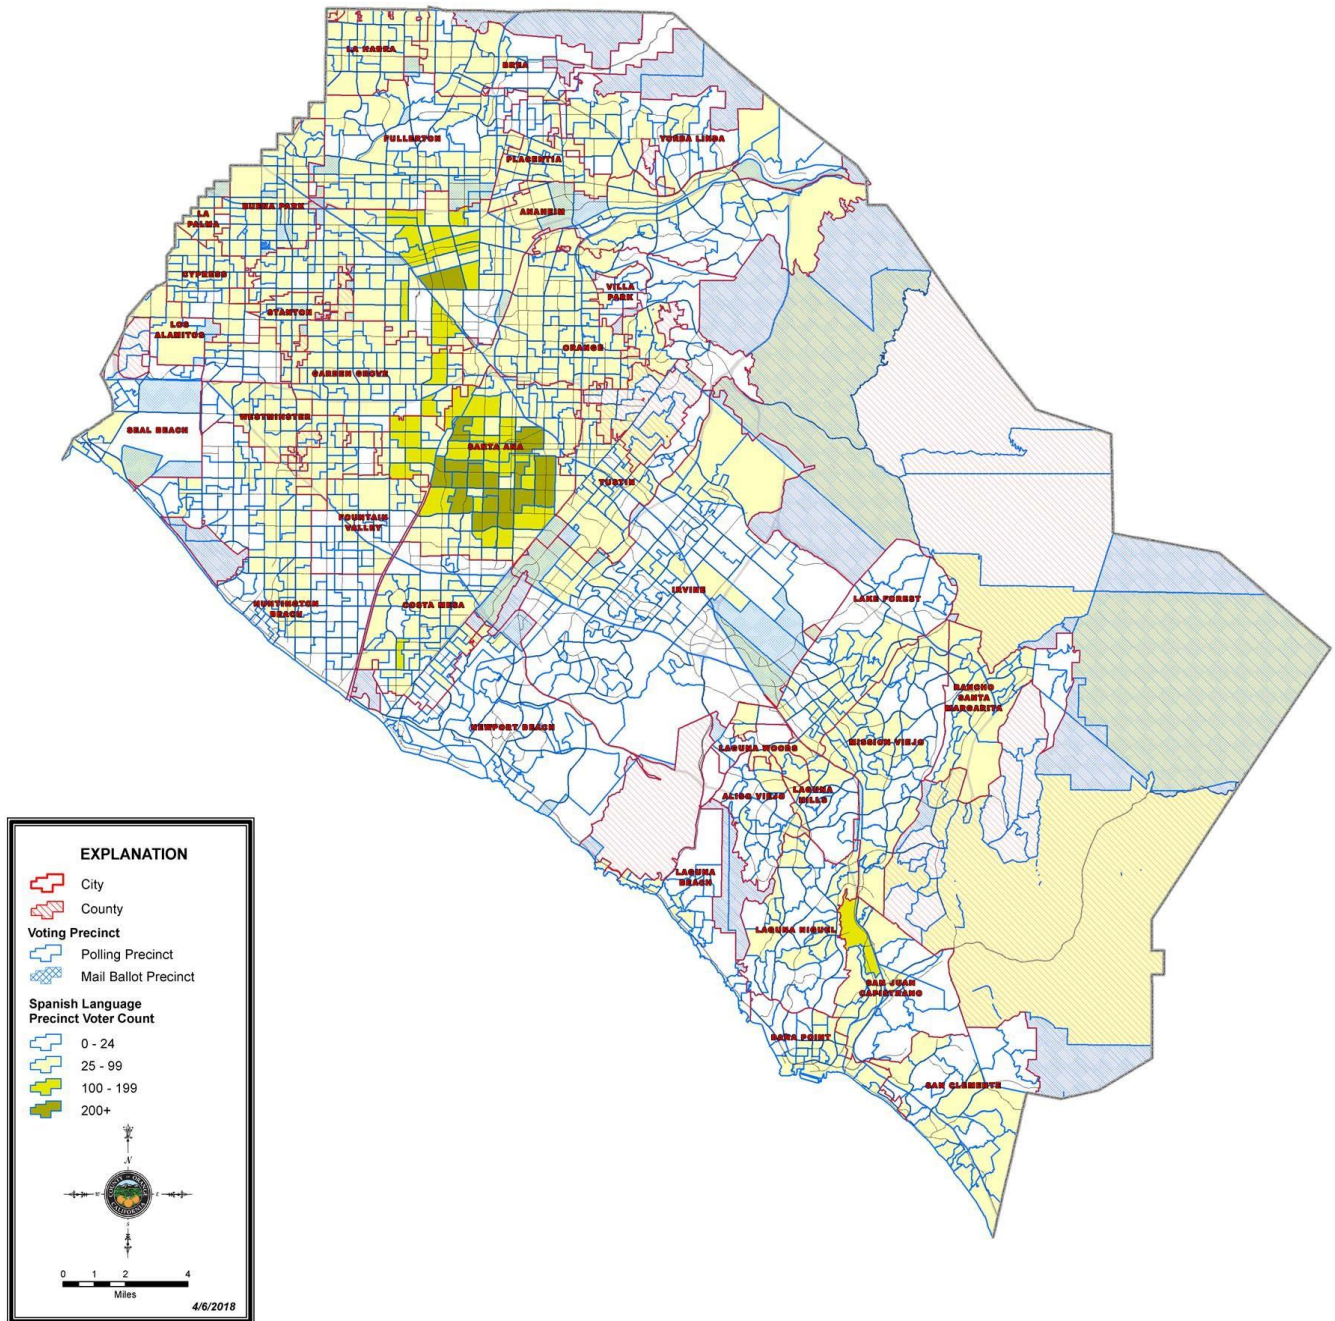 LA HABRA
BREA
FULLERTON
YORBA LINDA
PLACENTIA
LA
PALMA
BUENA PARK
ANAHEIM
CYPRESS
VILLA
PARK
STANTON
LOS
ALAMITOS
ORANGE
GARDEN GROVE
WESTMINSTER
SEAL BEACH
SANTA ANA
TUSTIN
FOUNTAIN
VALLEY
IRVINE
LAKE FOREST
HUNTINGTON
BEACH
COSTA MESA
RANCHO
SANTA
MARGARITA
NEWPORT BEACH
LAGUNA WOODS
MISSION VIEJO
ALISO VIEJO
LAGUNA
HILLS
LAGUNA
BEACH
LAGUNA NIGUEL
SAN JUAN
CAPISTRANO
DANA POINT
SAN CLEMENTE
EXPLANATION
City
County
Voting Precinct
Polling Precinct
Mail Ballot Precinct
Spanish Language
Precinct Voter Count
0 - 24
25 - 99
100 - 199
200+
N
COUNTY OF ORANGE
CALIFORNIA
0 1 2 4
Miles
4/6/2018